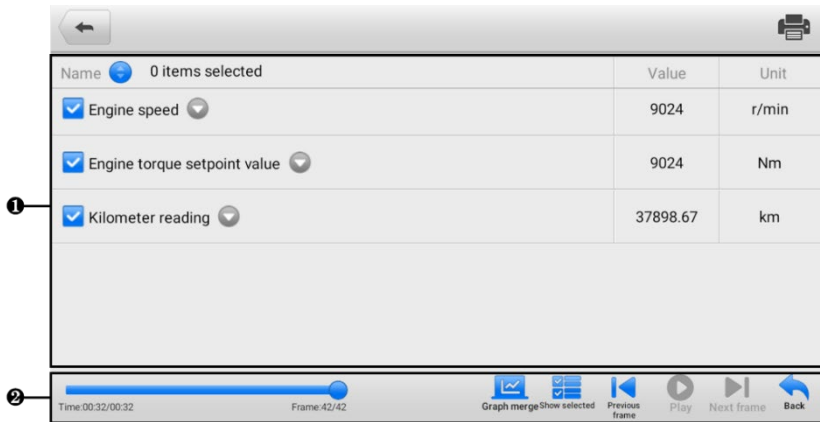 Name 0 items selected Value Unit
Engine speed 9024 r/min
Engine torque setpoint value 9024 Nm
❶
Kilometer reading 37898.67 km
❷
Time:00:32/00:32 Frame:42/42 Graph merge Show selected Previous frame Play Next frame Back